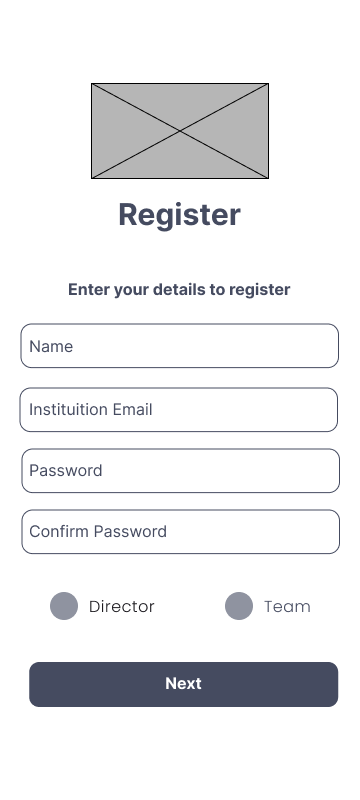 Register
Enter your details to register
Name
Instituition Email
Password
Confirm Password
Director
Team
Next